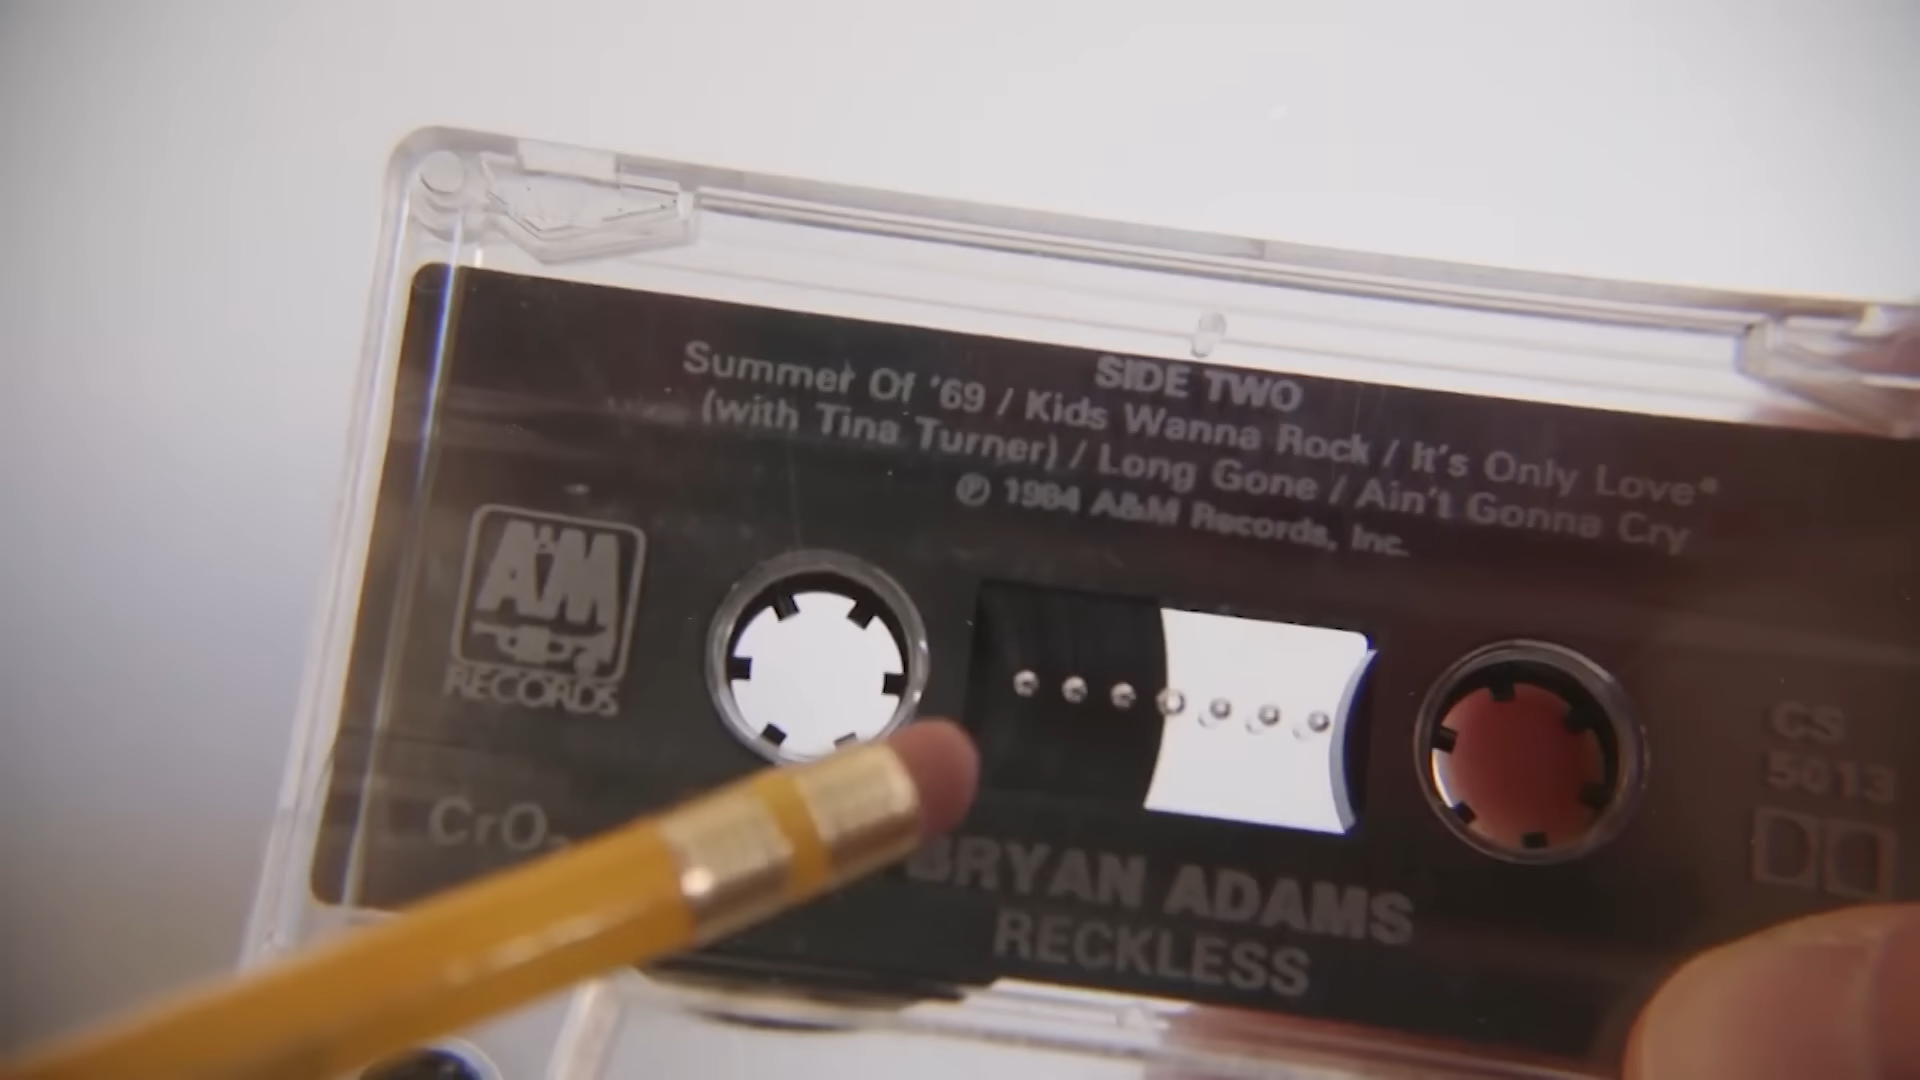 SIDE TWO
Summer Of '69 / Kids Wanna Rock / It's Only Love*
(with Tina Turner) / Long Gone / Ain't Gonna Cry
℗ 1984 A&M Records, Inc.
A&M
RECORDS
CrO₂
CS
5013
BRYAN ADAMS
RECKLESS